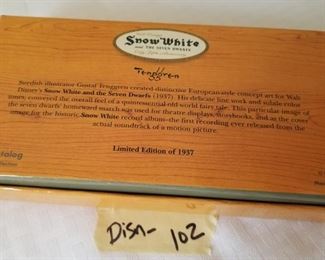 Snow White
and THE SEVEN DWARFS
Tenggren
Swedish illustrator Gustaf Tenggren created distinctive European-style concept art for Walt
Disney's Snow White and the Seven Dwarfs (1937). His delicate line work and subdued color
tones, conveyed the overall feel of a quintessential old world fairy tale. This particular image of
the seven dwarfs' homeward march was used for theatre displays, storybooks, and as the cover
image for the historic Snow White record album–the first recording ever released from the
actual soundtrack of a motion picture.
Limited Edition of 1937
talog
llection
Disn- 102